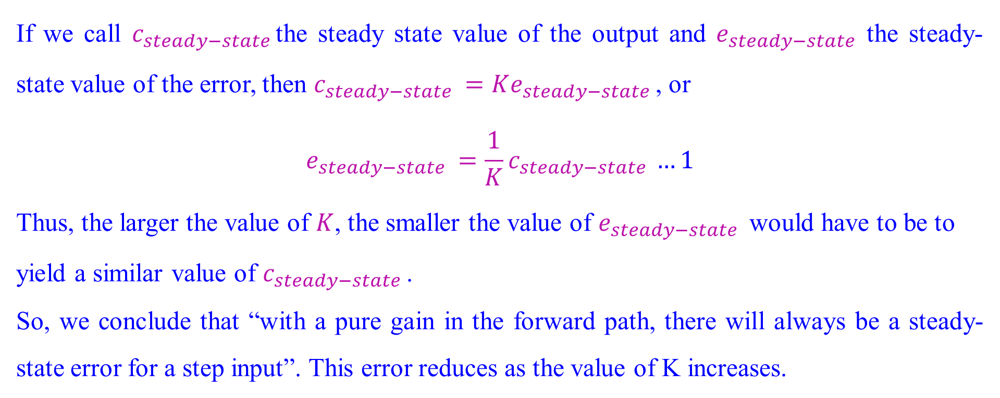 If we call c_{steady-state} the steady state value of the output and e_{steady-state} the steady-
state value of the error, then c_{steady-state} = Ke_{steady-state} , or
e_{steady-state} = \frac{1}{K} c_{steady-state} … 1
Thus, the larger the value of K, the smaller the value of e_{steady-state} would have to be to
yield a similar value of c_{steady-state} .
So, we conclude that “with a pure gain in the forward path, there will always be a steady-
state error for a step input”. This error reduces as the value of K increases.